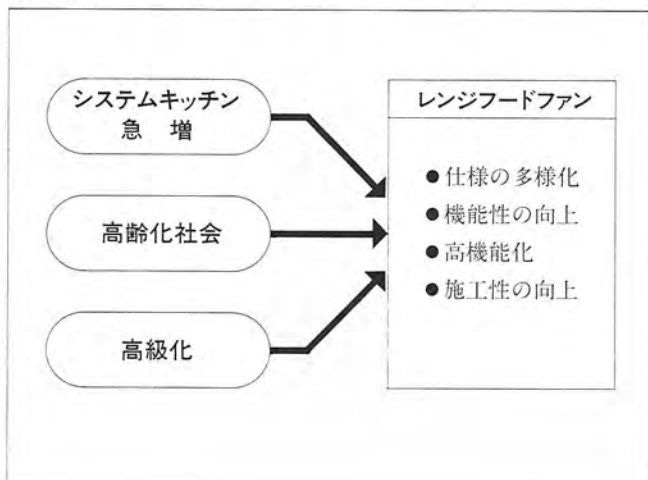 システムキッチン
急 増
高齢化社会
高級化
レンジフードファン
●仕様の多様化
●機能性の向上
●高機能化
●施工性の向上